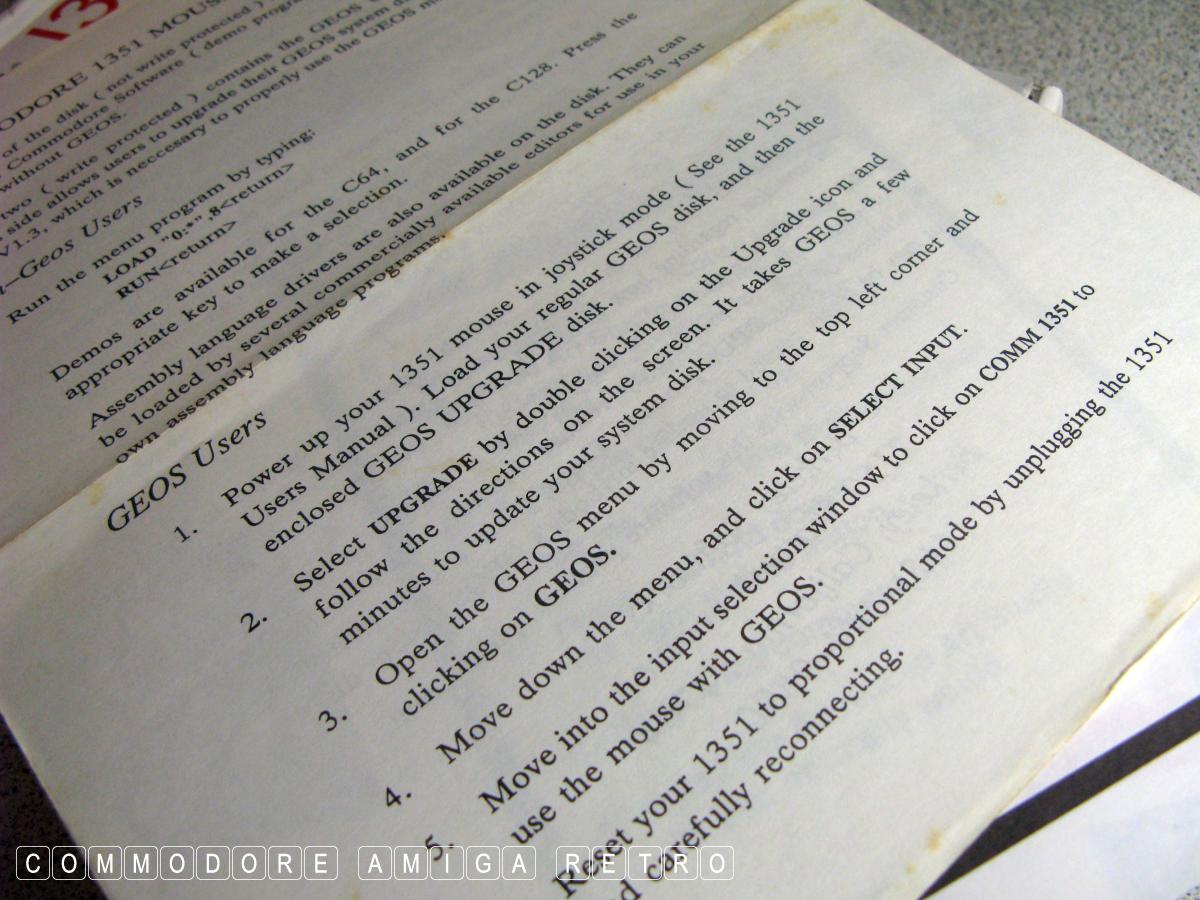 13
ODORE 1351 MOUS
of the disk ( not write protected )
Commodore Software ( demo progra
without GEOS.
two ( write protected ) contains the GEOS
side allows users to upgrade their GEOS system di
V1.3, which is neccesary to properly use the GEOS
-Geos Users
Run the menu program by typing:
LOAD "0:*",8<return>
RUN<return>
Demos are available for the C64, and for the C128. Press the
appropriate key to make a selection.
Assembly language drivers are also available on the disk. They can
be loaded by several commercially available editors for use in your
own assembly language programs.
GEOS Users
1. Power up your 1351 mouse in joystick mode ( See the 1351
Users Manual ). Load your regular GEOS disk, and then the
enclosed GEOS UPGRADE disk.
2. Select UPGRADE by double clicking on the Upgrade icon and
follow the directions on the screen. It takes GEOS a few
minutes to update your system disk.
3. Open the GEOS menu by moving to the top left corner and
clicking on GEOS.
4. Move down the menu, and click on SELECT INPUT.
5. Move into the input selection window to click on COMM 1351 to
use the mouse with GEOS.
Reset your 1351 to proportional mode by unplugging the 1351
nd carefully reconnecting.
COMMODORE AMIGA RETRO